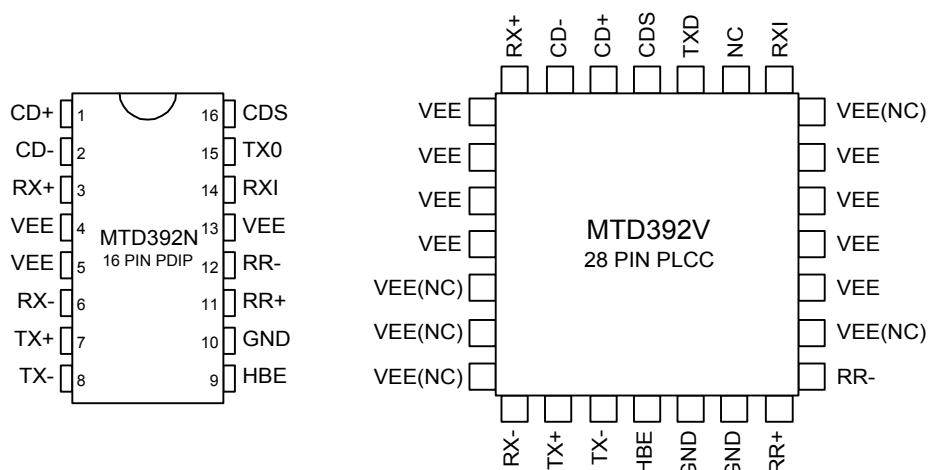 CD+ 1 16 CDS
CD- 2 15 TX0
RX+ 3 14 RXI
VEE 4 13 VEE
MTD392N
16 PIN PDIP
VEE 5 12 RR-
RX- 6 11 RR+
TX+ 7 10 GND
TX- 8 9 HBE
RX+ CD- CD+ CDS TXD NC RXI
VEE VEE(NC)
VEE VEE
VEE VEE
VEE VEE
MTD392V
28 PIN PLCC
VEE(NC) VEE
VEE(NC) VEE(NC)
VEE(NC) RR-
RX- TX+ TX- HBE GND GND RR+